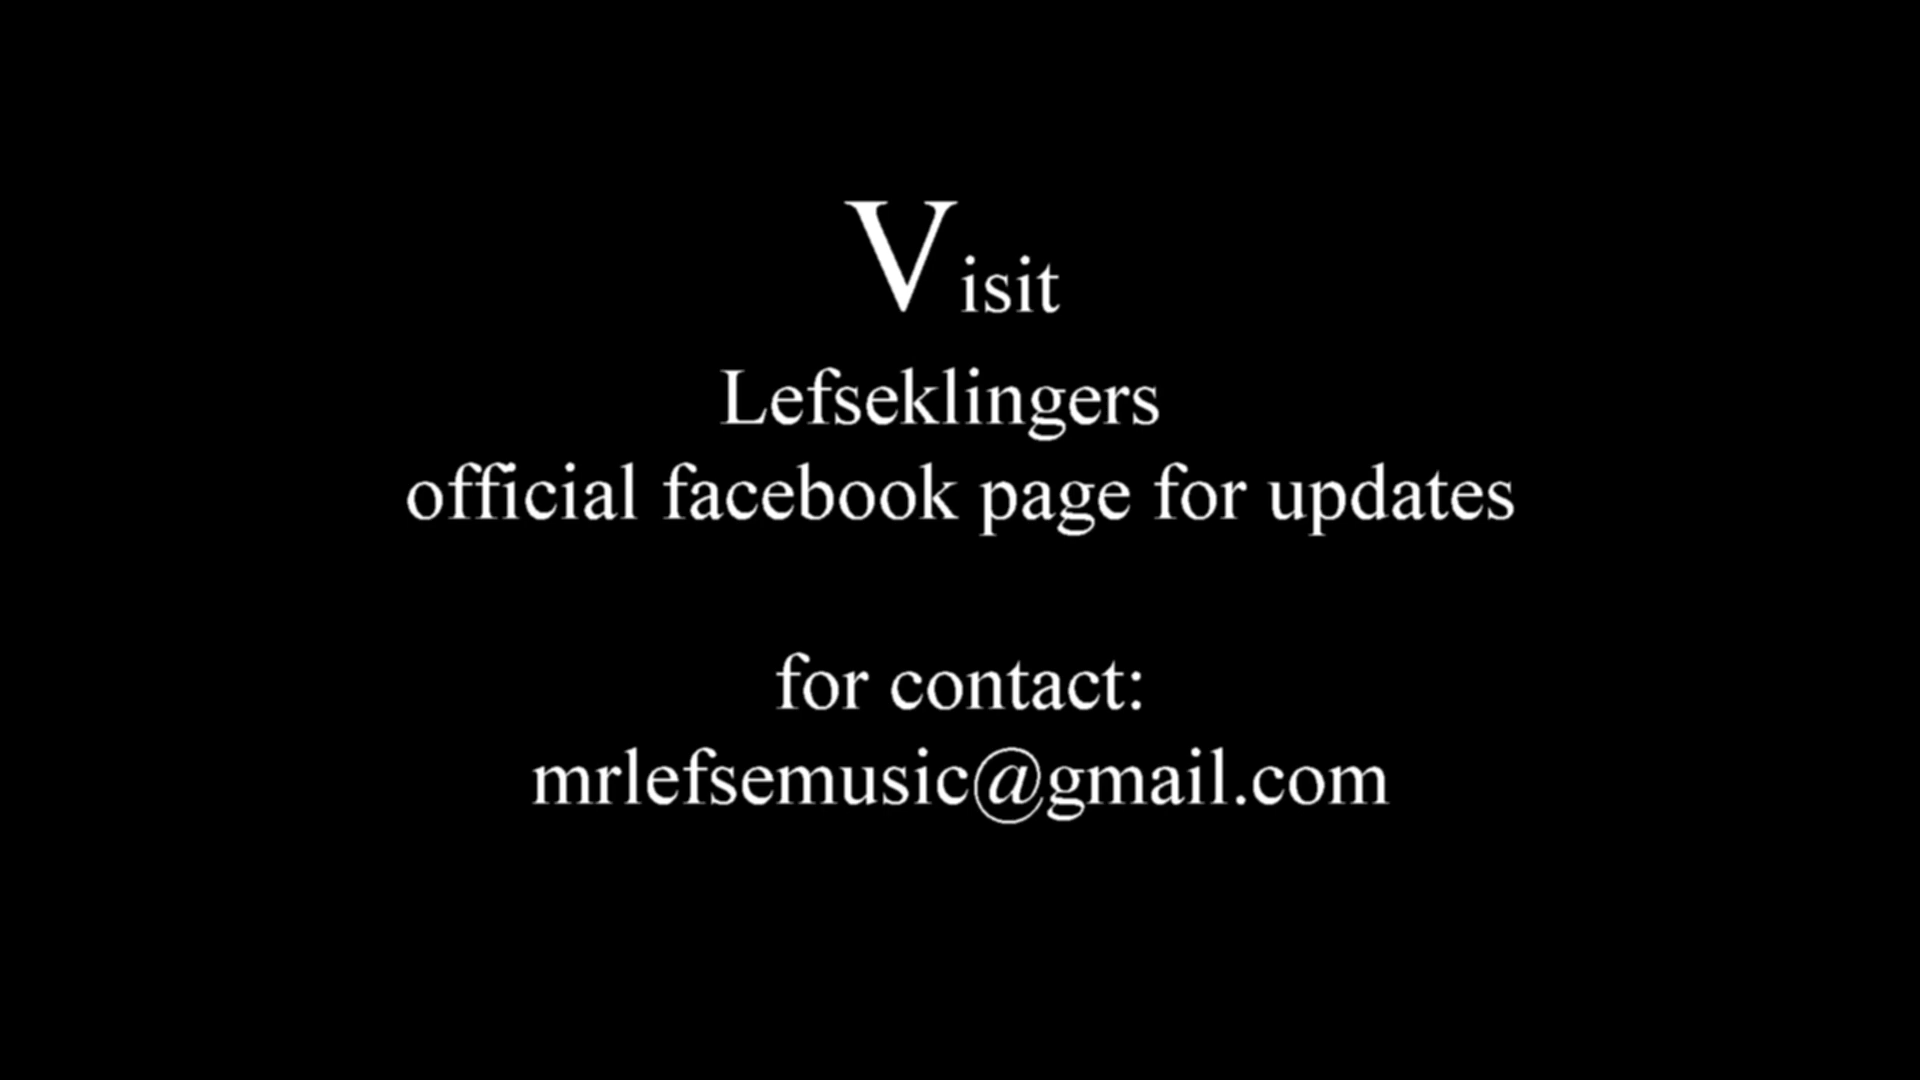 Visit
Lefseklingers
official facebook page for updates
for contact:
mrlefsemusic@gmail.com